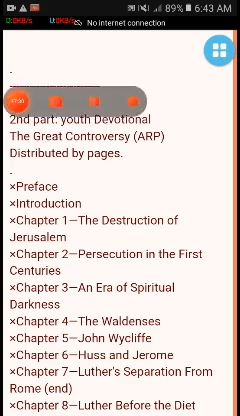 0:0KB/s U:0KB/s 89% 6:43 AM
No internet connection
.
2nd part: youth Devotional
The Great Controversy (ARP)
Distributed by pages.
.
×Preface
×Introduction
×Chapter 1—The Destruction of
Jerusalem
×Chapter 2—Persecution in the First
Centuries
×Chapter 3—An Era of Spiritual
Darkness
×Chapter 4—The Waldenses
×Chapter 5—John Wycliffe
×Chapter 6—Huss and Jerome
×Chapter 7—Luther's Separation From
Rome (end)
×Chapter 8—Luther Before the Diet